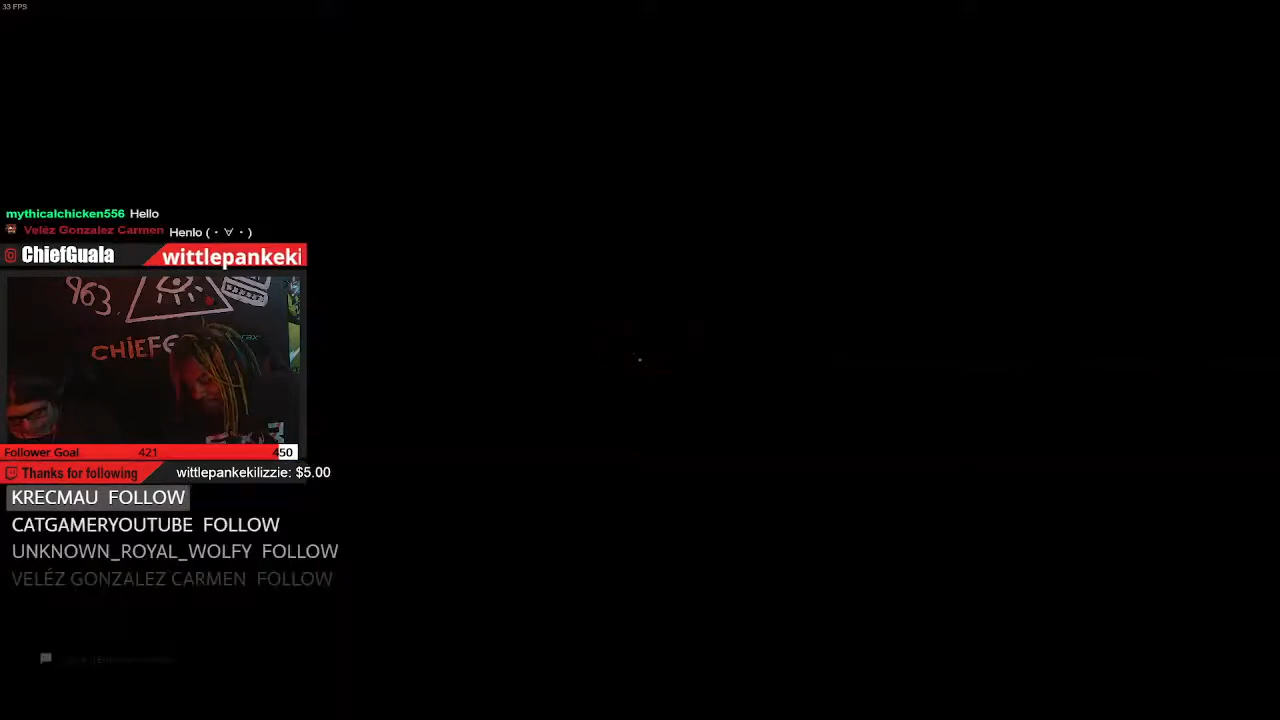 33 FPS
mythicalchicken556 Hello
Veléz Gonzalez Carmen Henlo ( ・ ∀ ・ )
ChiefGuala
wittlepankeki
963.
CHIEFG
Follower Goal 421 450
Thanks for following
wittlepankekilizzie: $5.00
KRECMAU FOLLOW
CATGAMERYOUTUBE FOLLOW
UNKNOWN_ROYAL_WOLFY FOLLOW
VELÉZ GONZALEZ CARMEN FOLLOW